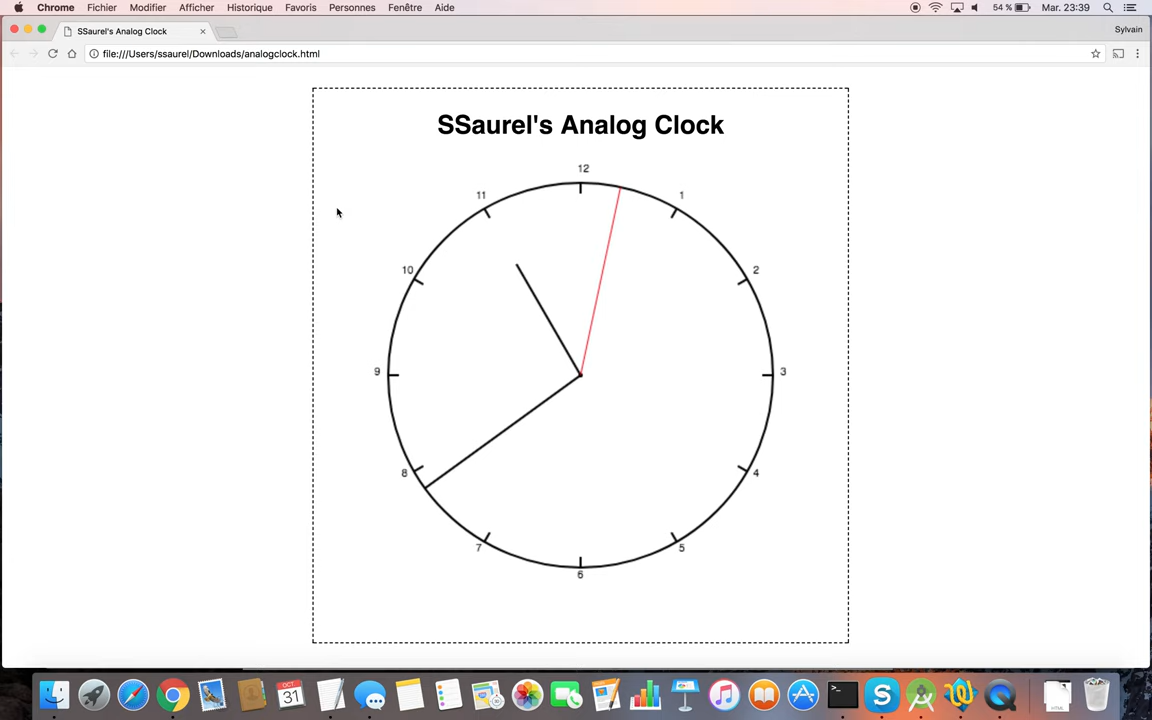 Chrome Fichier Modifier Afficher Historique Favoris Personnes Fenêtre Aide 54 % Mar. 23:39
SSaurel's Analog Clock
Sylvain
file:///Users/ssaurel/Downloads/analogclock.html
SSaurel's Analog Clock
12
11 1
10 2
9 3
8 4
7 5
6
OCT
31
HTML